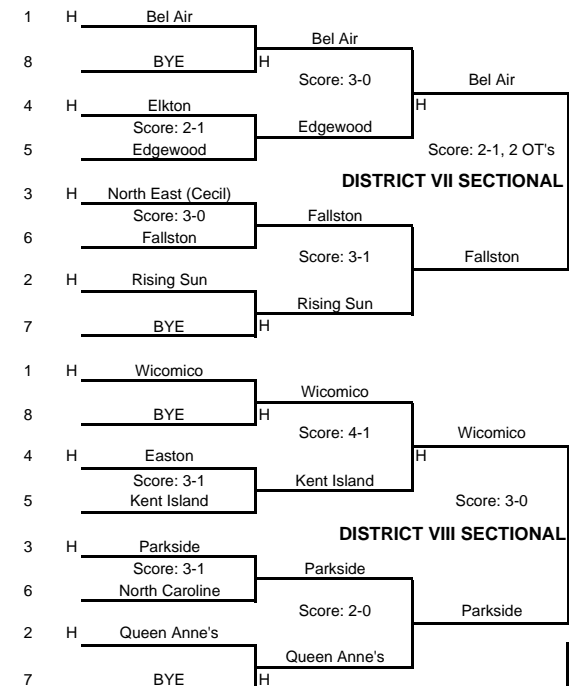 1 H Bel Air
Bel Air
8 BYE H
Score: 3-0 Bel Air
4 H Elkton H
Score: 2-1 Edgewood
5 Edgewood Score: 2-1, 2 OT's
DISTRICT VII SECTIONAL
3 H North East (Cecil)
Score: 3-0 Fallston
6 Fallston
Score: 3-1 Fallston
2 H Rising Sun
Rising Sun
7 BYE H
1 H Wicomico
Wicomico
8 BYE H
Score: 4-1 Wicomico
4 H Easton H
Score: 3-1 Kent Island
5 Kent Island Score: 3-0
DISTRICT VIII SECTIONAL
3 H Parkside
Score: 3-1 Parkside
6 North Caroline
Score: 2-0 Parkside
2 H Queen Anne's
Queen Anne's
7 BYE H